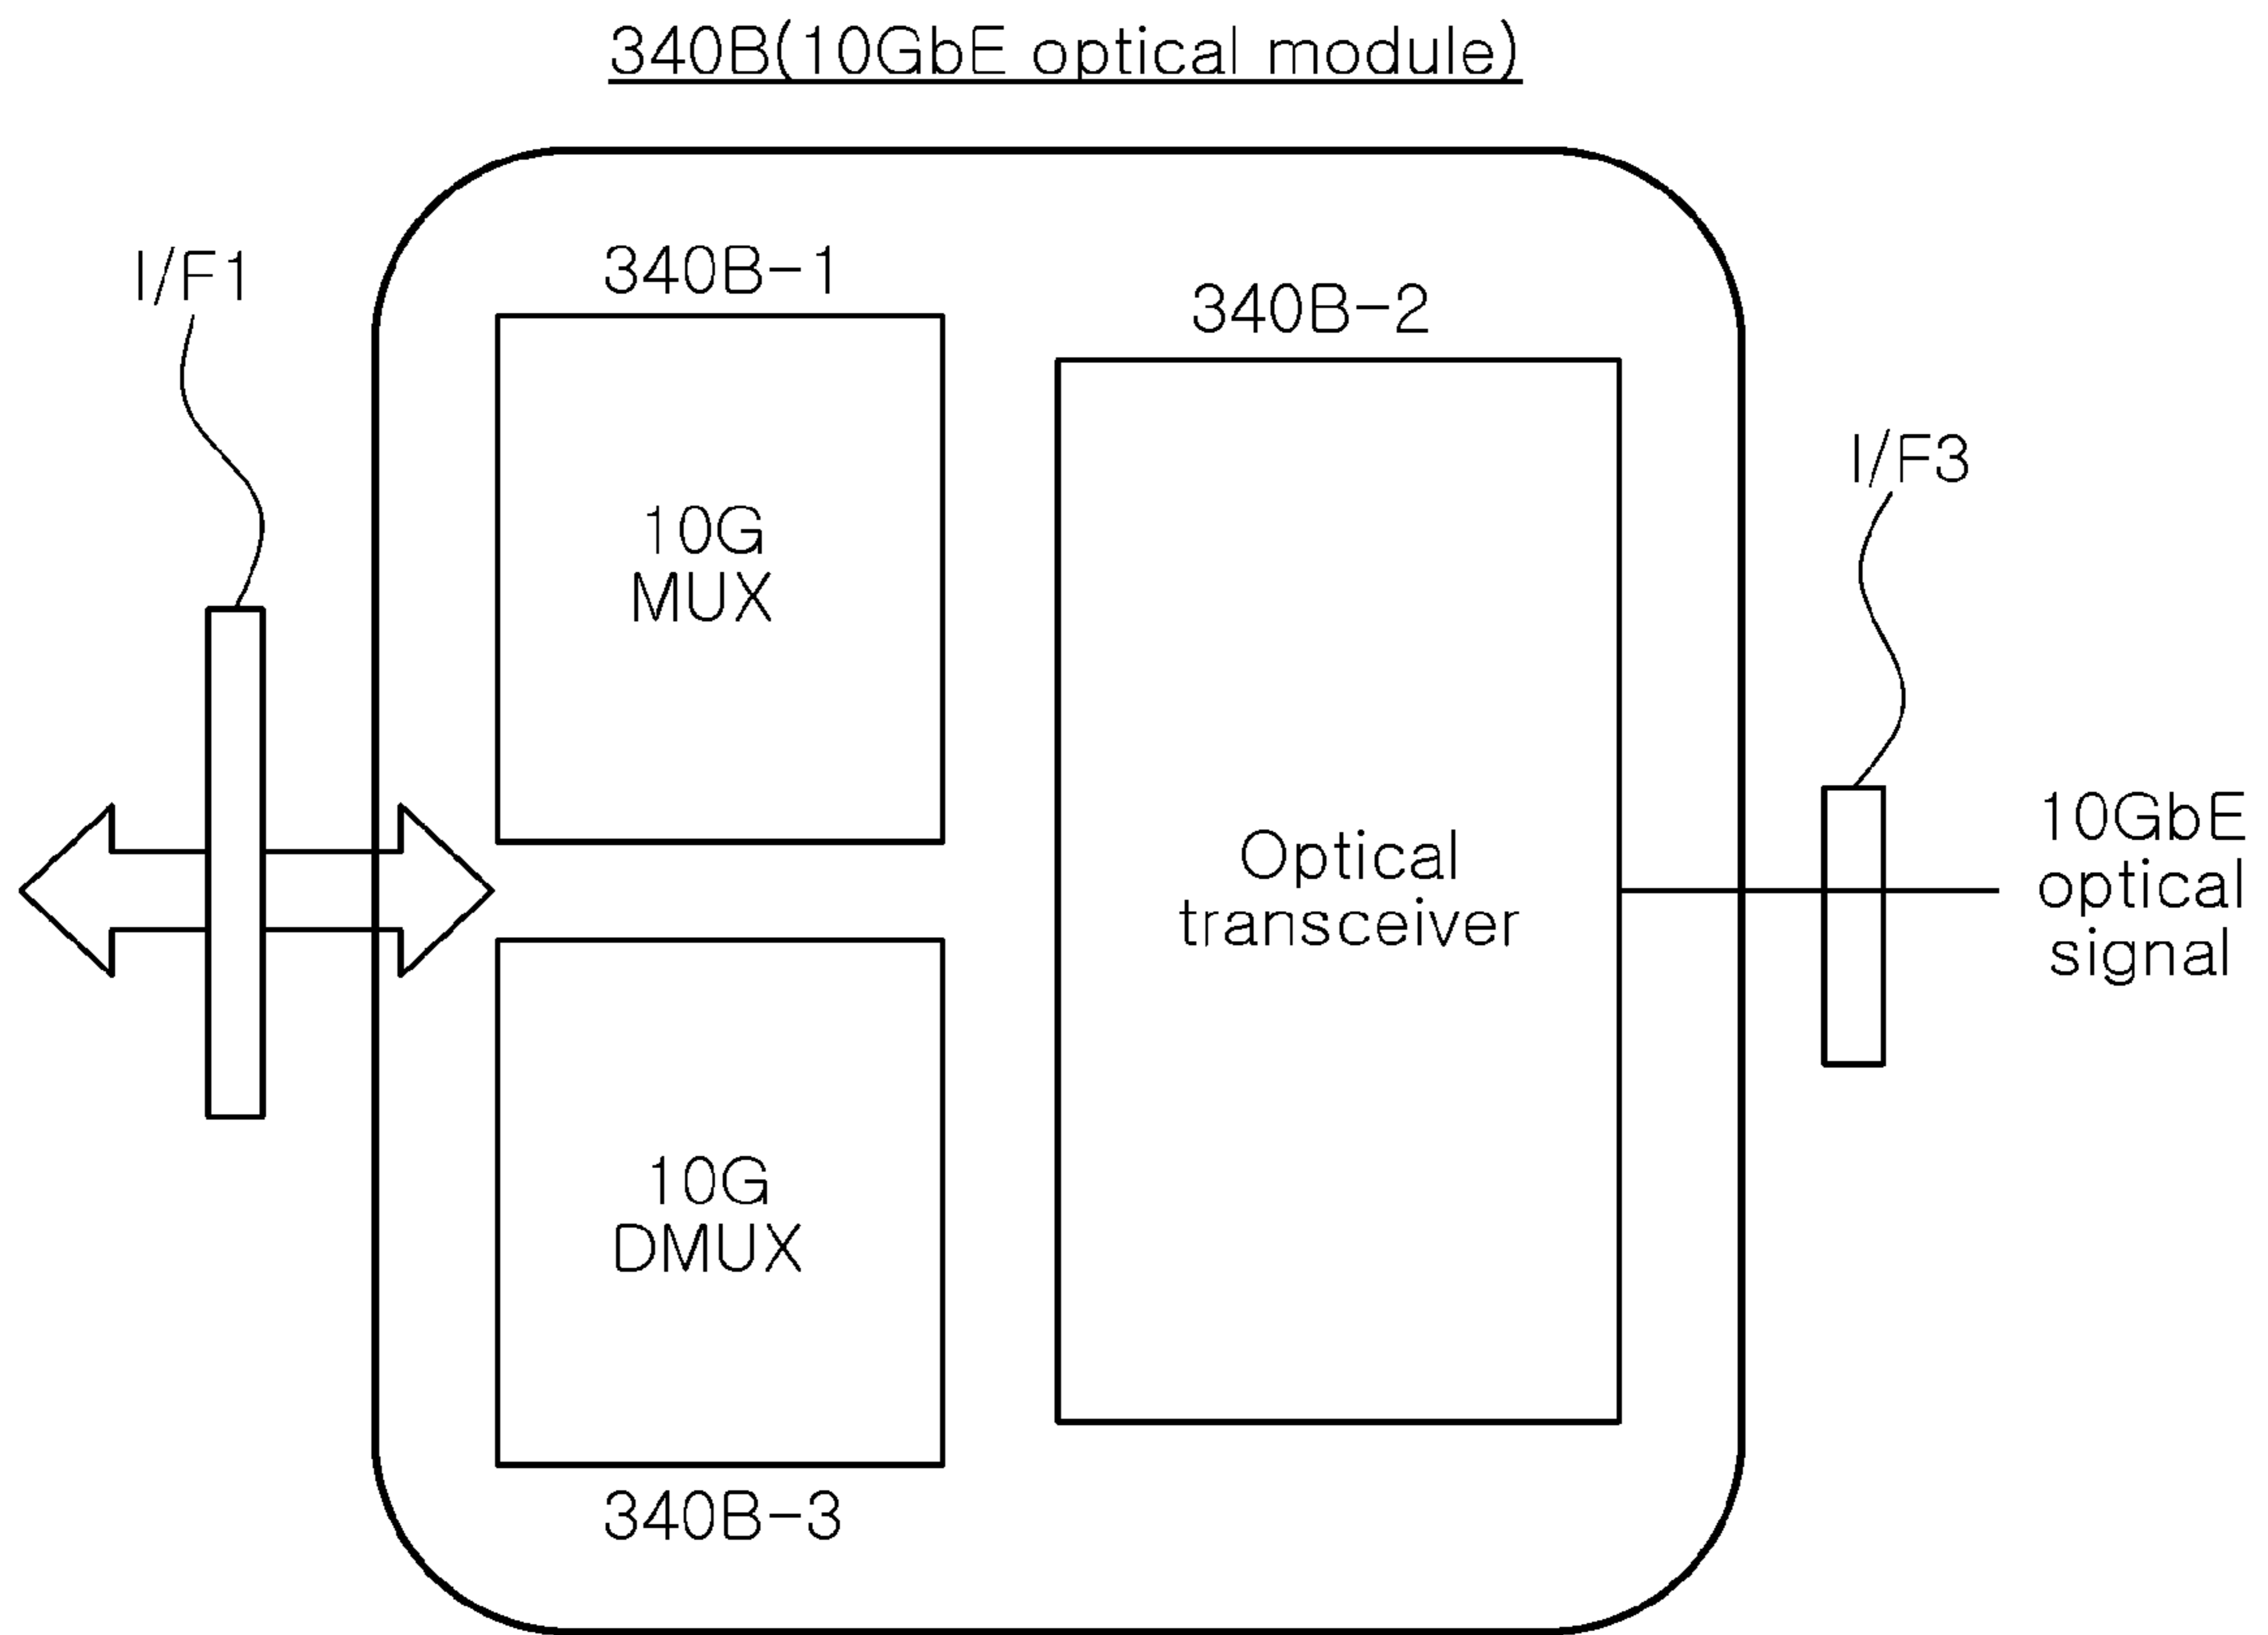 340B(10GbE optical module)
I/F1
340B-1
340B-2
10G
MUX
I/F3
Optical
transceiver
10GbE
optical
signal
10G
DMUX
340B-3